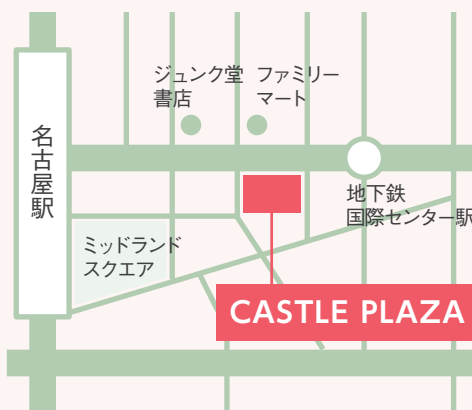 ジュンク堂
書店
ファミリー
マート
名古屋駅
地下鉄
国際センター駅
ミッドランド
スクエア
CASTLE PLAZA